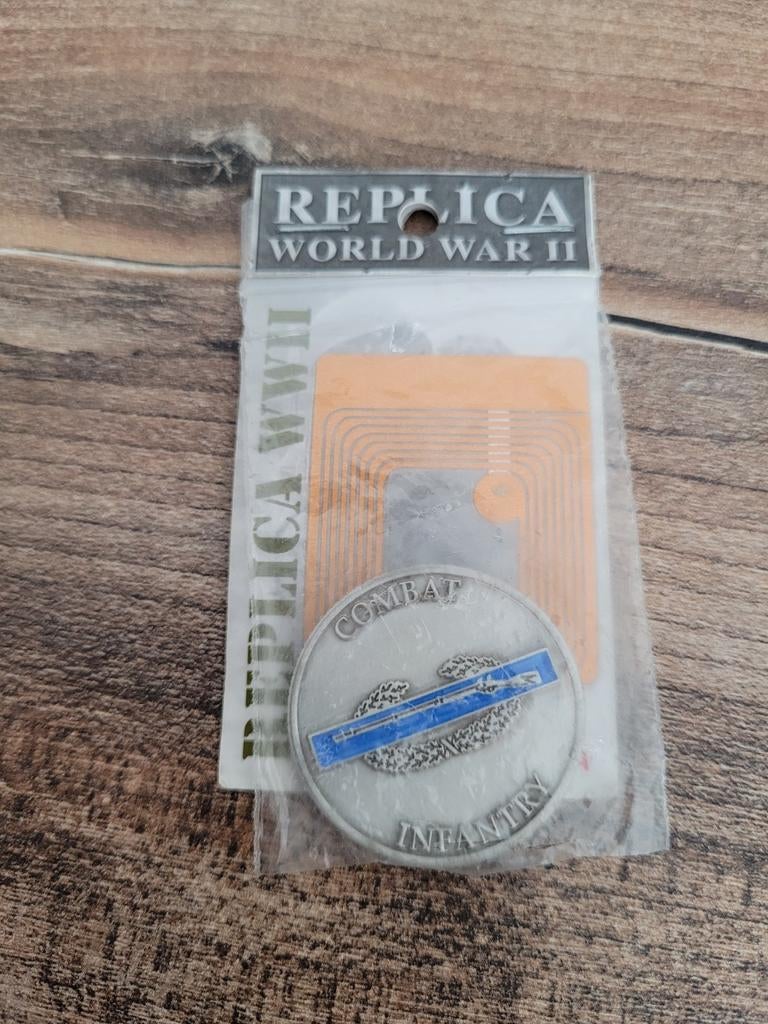 REPLICA
WORLD WAR II
REPLICA WWII
COMBAT
INFANTRY